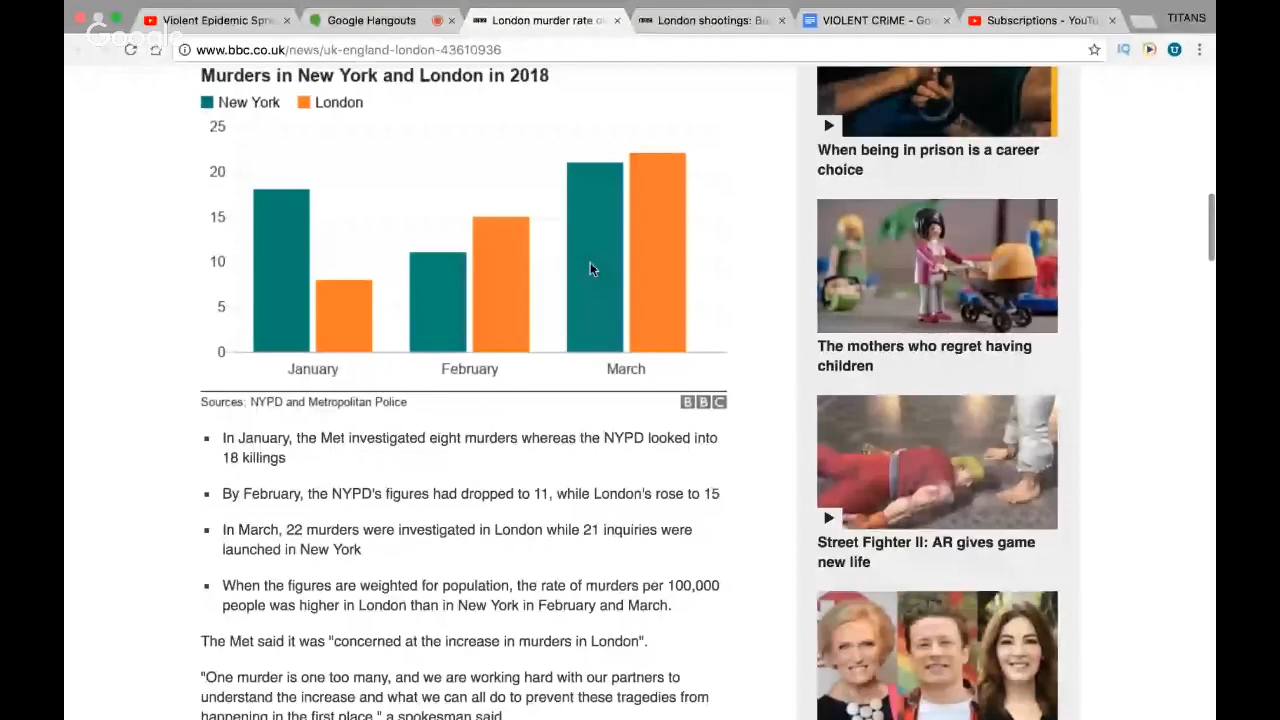 Violent Epidemic Spre
Google Hangouts
London murder rate o
London shootings: Bu
VIOLENT CRiME - Go
Subscriptions - YouTu
TITANS
Google
www.bbc.co.uk/news/uk-england-london-43610936
Murders in New York and London in 2018
New York London
25
20
15
10
5
0
January February March
Sources: NYPD and Metropolitan Police
BBC
In January, the Met investigated eight murders whereas the NYPD looked into
18 killings
By February, the NYPD's figures had dropped to 11, while London's rose to 15
In March, 22 murders were investigated in London while 21 inquiries were
launched in New York
When the figures are weighted for population, the rate of murders per 100,000
people was higher in London than in New York in February and March.
The Met said it was "concerned at the increase in murders in London".
"One murder is one too many, and we are working hard with our partners to
understand the increase and what we can all do to prevent these tragedies from
happening in the first place," a spokesman said
When being in prison is a career
choice
The mothers who regret having
children
Street Fighter II: AR gives game
new life